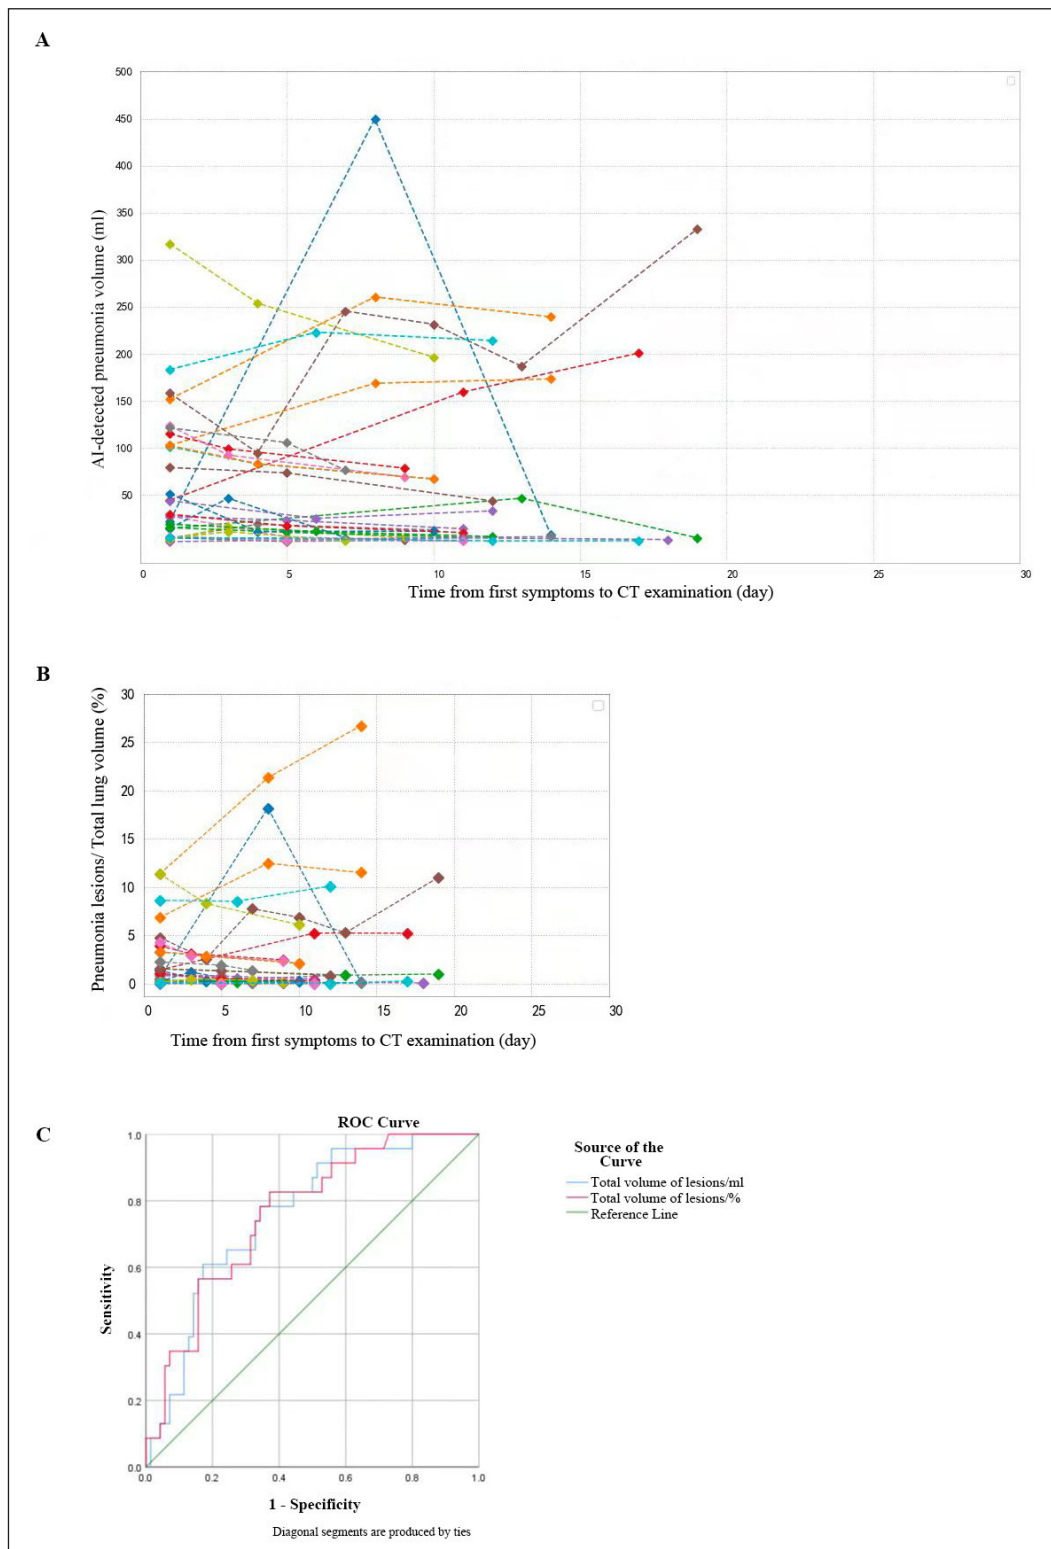 A
500
450
400
350
300
250
200
150
100
50
AI-detected pneumonia volume (ml)
0 5 10 15 20 25 30
Time from first symptoms to CT examination (day)
B
30
25
20
15
10
5
0
Pneumonia lesions/ Total lung volume (%)
0 5 10 15 20 25 30
Time from first symptoms to CT examination (day)
C
ROC Curve
1.0
0.8
0.6
0.4
0.2
0.0
Sensitivity
0.0 0.2 0.4 0.6 0.8 1.0
1 - Specificity
Diagonal segments are produced by ties
Source of the
Curve
Total volume of lesions/ml
Total volume of lesions/%
Reference Line